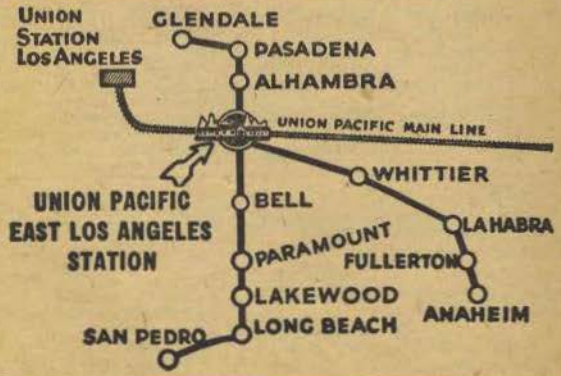 UNION
STATION
LOS ANGELES
GLENDALE
PASADENA
ALHAMBRA
UNION PACIFIC MAIN LINE
UNION PACIFIC
EAST LOS ANGELES
STATION
WHITTIER
BELL
LA HABRA
PARAMOUNT
FULLERTON
LAKEWOOD
ANAHEIM
LONG BEACH
SAN PEDRO